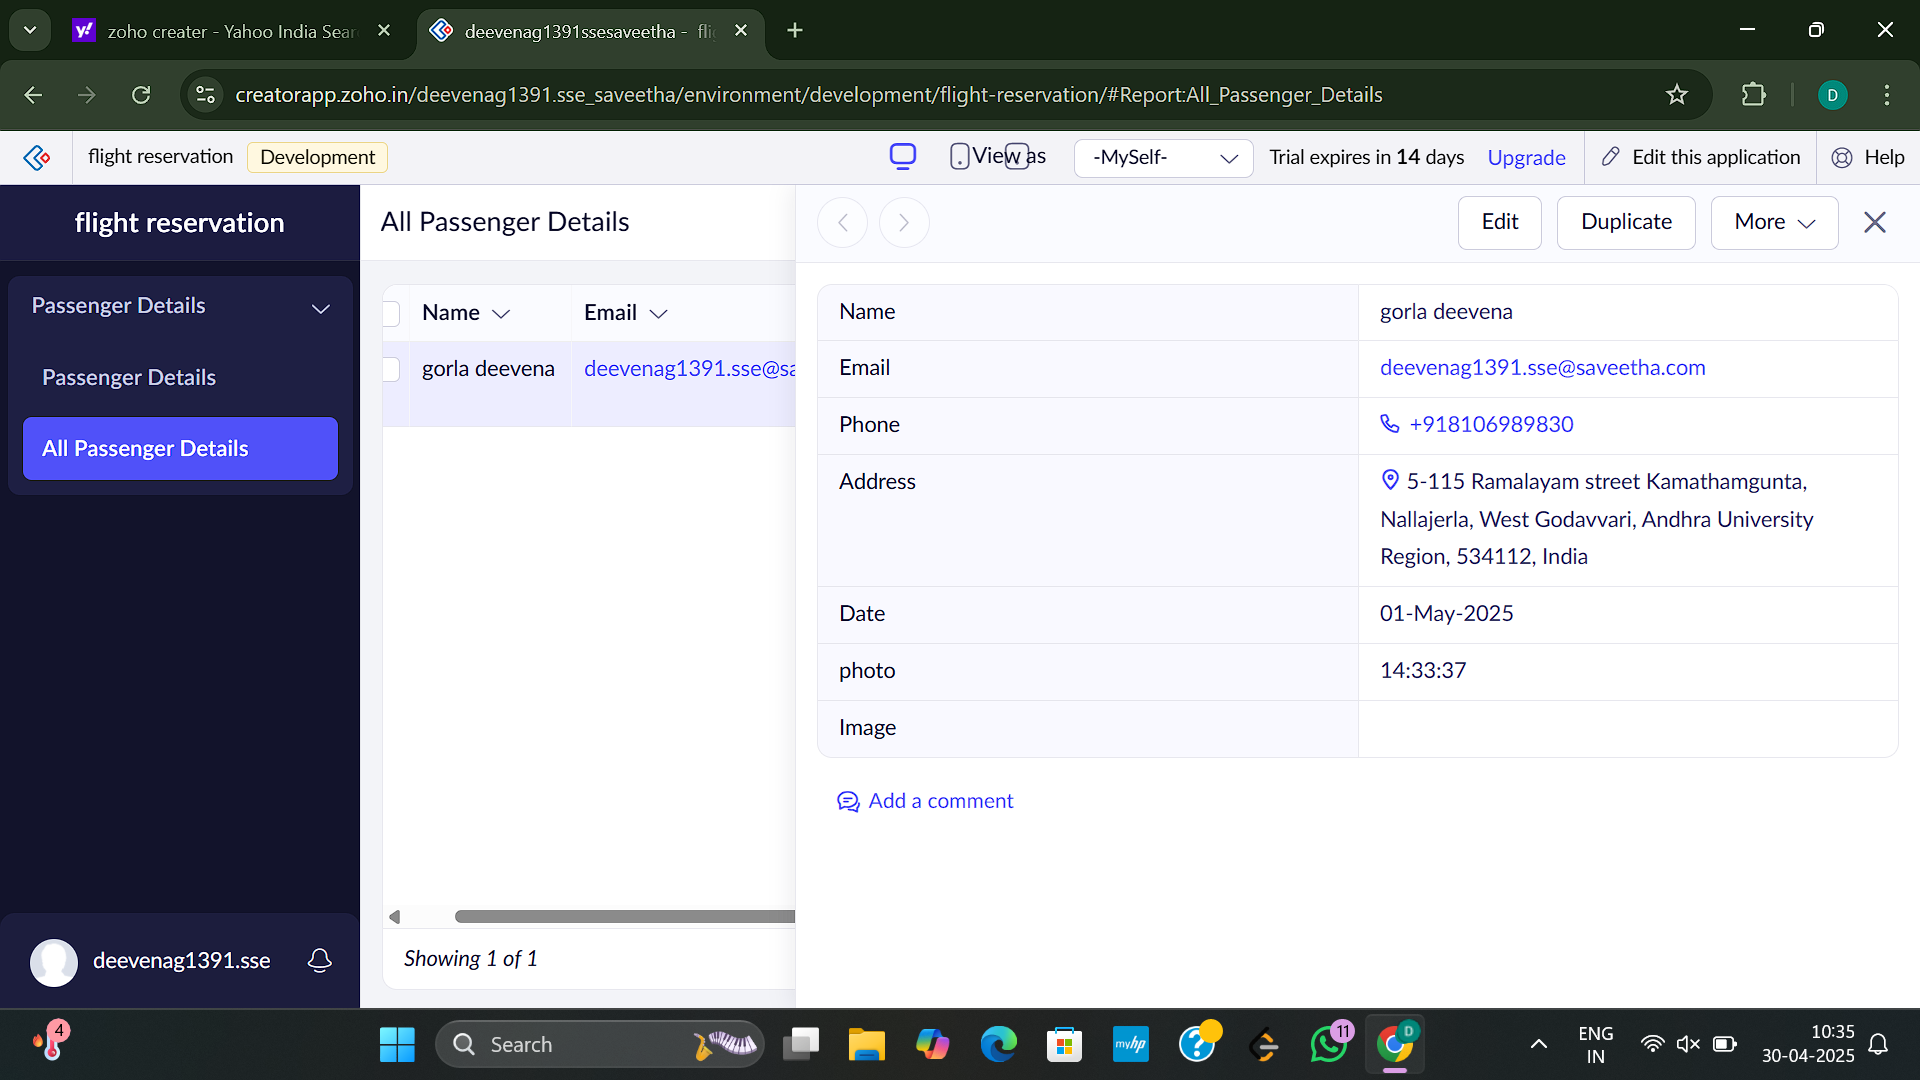 zoho creater - Yahoo India Sear
deevenag1391ssesaveetha - flig
creatorapp.zoho.in/deevenag1391.sse_saveetha/environment/development/flight-reservation/#Report:All_Passenger_Details
D
flight reservation
Development
View as
-MySelf-
Trial expires in 14 days
Upgrade
Edit this application
Help
flight reservation
Passenger Details
Passenger Details
All Passenger Details
deevenag1391.sse
All Passenger Details
Name
Email
gorla deevena
deevenag1391.sse@sa
Showing 1 of 1
Edit
Duplicate
More
Name
gorla deevena
Email
deevenag1391.sse@saveetha.com
Phone
+918106989830
Address
5-115 Ramalayam street Kamathamgunta,
Nallajerla, West Godavvari, Andhra University
Region, 534112, India
Date
01-May-2025
photo
14:33:37
Image
Add a comment
4
Search
myhp
11
D
ENG
IN
10:35
30-04-2025